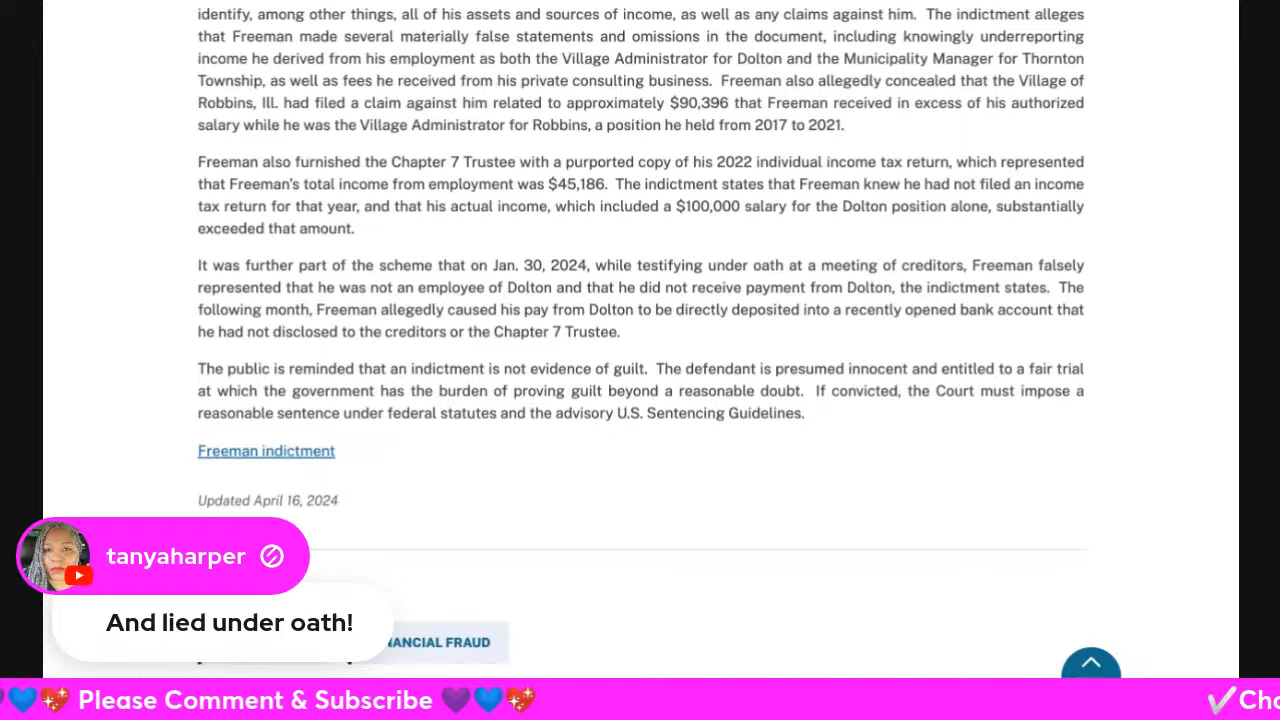 identify, among other things, all of his assets and sources of income, as well as any claims against him. The indictment alleges
that Freeman made several materially false statements and omissions in the document, including knowingly underreporting
income he derived from his employment as both the Village Administrator for Dolton and the Municipality Manager for Thornton
Township, as well as fees he received from his private consulting business. Freeman also allegedly concealed that the Village of
Robbins, Ill. had filed a claim against him related to approximately $90,396 that Freeman received in excess of his authorized
salary while he was the Village Administrator for Robbins, a position he held from 2017 to 2021.
Freeman also furnished the Chapter 7 Trustee with a purported copy of his 2022 individual income tax return, which represented
that Freeman's total income from employment was $45,186. The indictment states that Freeman knew he had not filed an income
tax return for that year, and that his actual income, which included a $100,000 salary for the Dolton position alone, substantially
exceeded that amount.
It was further part of the scheme that on Jan. 30, 2024, while testifying under oath at a meeting of creditors, Freeman falsely
represented that he was not an employee of Dolton and that he did not receive payment from Dolton, the indictment states. The
following month, Freeman allegedly caused his pay from Dolton to be directly deposited into a recently opened bank account that
he had not disclosed to the creditors or the Chapter 7 Trustee.
The public is reminded that an indictment is not evidence of guilt. The defendant is presumed innocent and entitled to a fair trial
at which the government has the burden of proving guilt beyond a reasonable doubt. If convicted, the Court must impose a
reasonable sentence under federal statutes and the advisory U.S. Sentencing Guidelines.
Freeman indictment
Updated April 16, 2024
tanyaharper
And lied under oath!
NANCIAL FRAUD
Please Comment & Subscribe